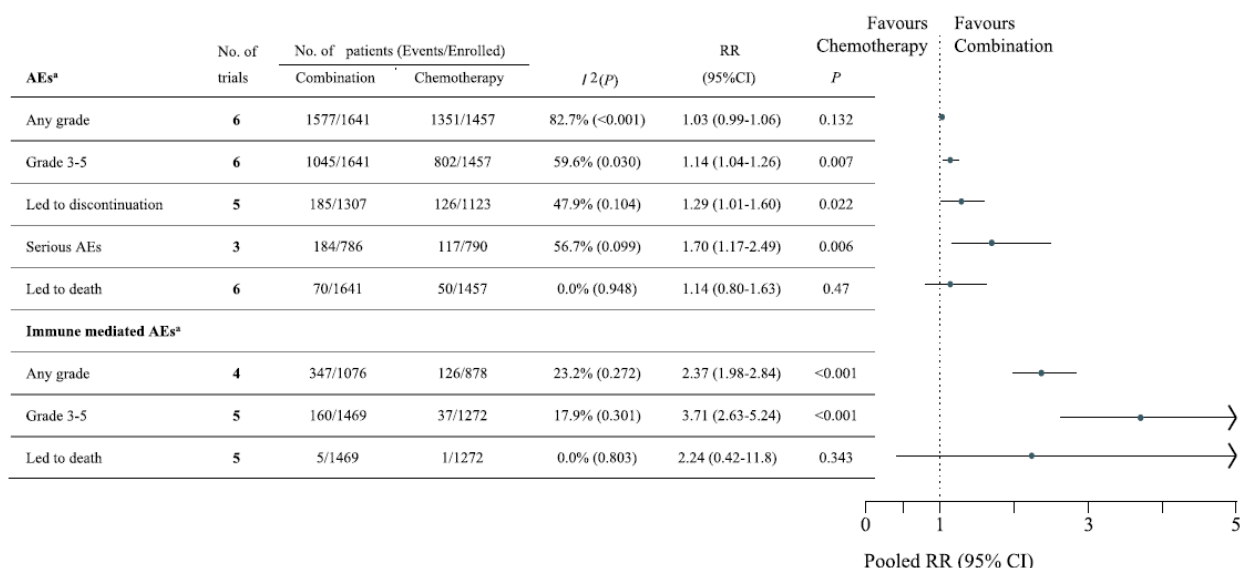 Favours Favours
Chemotherapy Combination
No. of No. of patients (Events/Enrolled) RR
AEsᵃ trials Combination Chemotherapy I 2(P) (95%CI) P
Any grade 6 1577/1641 1351/1457 82.7% (<0.001) 1.03 (0.99-1.06) 0.132
Grade 3-5 6 1045/1641 802/1457 59.6% (0.030) 1.14 (1.04-1.26) 0.007
Led to discontinuation 5 185/1307 126/1123 47.9% (0.104) 1.29 (1.01-1.60) 0.022
Serious AEs 3 184/786 117/790 56.7% (0.099) 1.70 (1.17-2.49) 0.006
Led to death 6 70/1641 50/1457 0.0% (0.948) 1.14 (0.80-1.63) 0.47
Immune mediated AEsᵃ
Any grade 4 347/1076 126/878 23.2% (0.272) 2.37 (1.98-2.84) <0.001
Grade 3-5 5 160/1469 37/1272 17.9% (0.301) 3.71 (2.63-5.24) <0.001
Led to death 5 5/1469 1/1272 0.0% (0.803) 2.24 (0.42-11.8) 0.343
0 1 3 5
Pooled RR (95% CI)